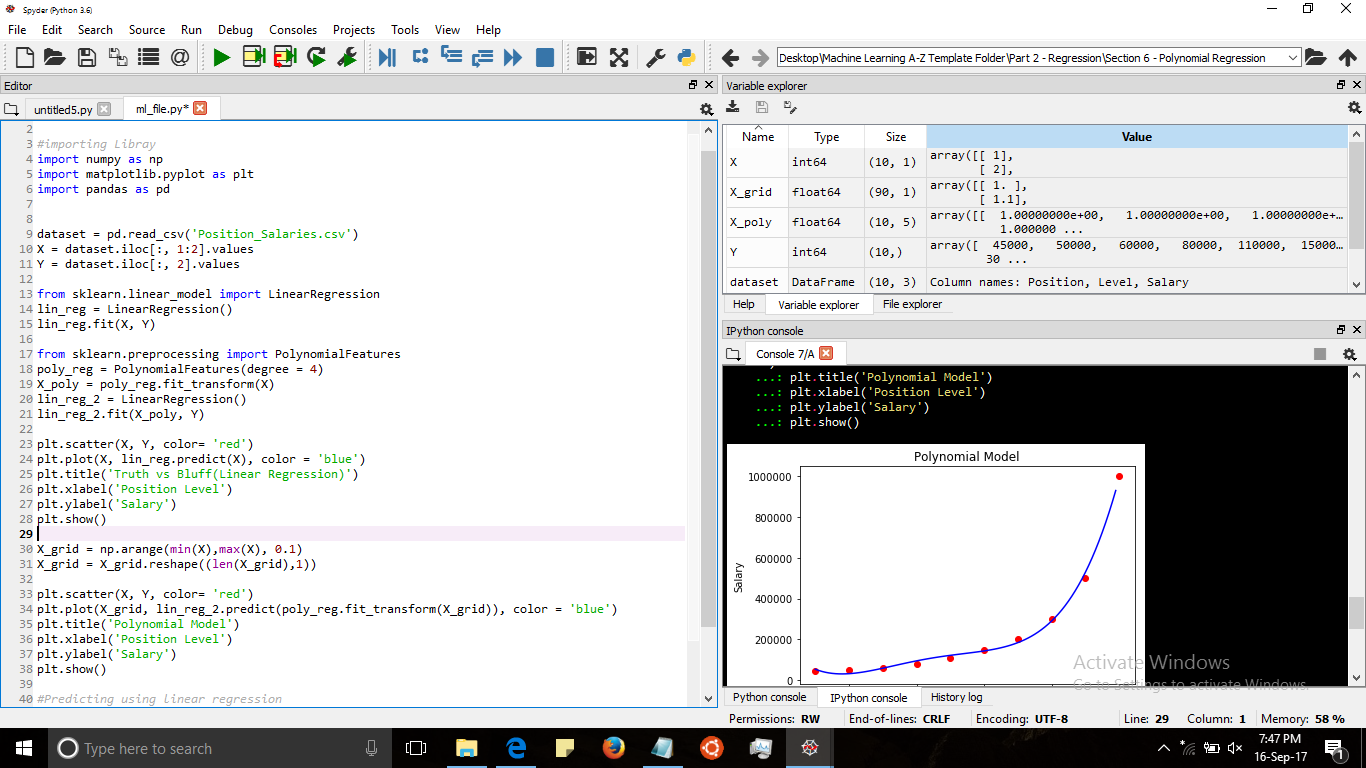 Spyder (Python 3.6)
File Edit Search Source Run Debug Consoles Projects Tools View Help
Desktop\Machine Learning A-Z Template Folder\Part 2 - Regression\Section 6 - Polynomial Regression
Editor
untitled5.py
ml_file.py*
2
3 #importing Libray
4 import numpy as np
5 import matplotlib.pyplot as plt
6 import pandas as pd
7
8
9 dataset = pd.read_csv('Position_Salaries.csv')
10 X = dataset.iloc[:, 1:2].values
11 Y = dataset.iloc[:, 2].values
12
13 from sklearn.linear_model import LinearRegression
14 lin_reg = LinearRegression()
15 lin_reg.fit(X, Y)
16
17 from sklearn.preprocessing import PolynomialFeatures
18 poly_reg = PolynomialFeatures(degree = 4)
19 X_poly = poly_reg.fit_transform(X)
20 lin_reg_2 = LinearRegression()
21 lin_reg_2.fit(X_poly, Y)
22
23 plt.scatter(X, Y, color= 'red')
24 plt.plot(X, lin_reg.predict(X), color = 'blue')
25 plt.title('Truth vs Bluff(Linear Regression)')
26 plt.xlabel('Position Level')
27 plt.ylabel('Salary')
28 plt.show()
29
30 X_grid = np.arange(min(X),max(X), 0.1)
31 X_grid = X_grid.reshape((len(X_grid),1))
32
33 plt.scatter(X, Y, color= 'red')
34 plt.plot(X_grid, lin_reg_2.predict(poly_reg.fit_transform(X_grid)), color = 'blue')
35 plt.title('Polynomial Model')
36 plt.xlabel('Position Level')
37 plt.ylabel('Salary')
38 plt.show()
39
40 #Predicting using linear regression
Variable explorer
Name Type Size Value
X int64 (10, 1) array([[ 1],
[ 2],
X_grid float64 (90, 1) array([[ 1. ],
[ 1.1],
X_poly float64 (10, 5) array([[ 1.00000000e+00, 1.00000000e+00, 1.00000000e+…
1.000000 ...
Y int64 (10,) array([ 45000, 50000, 60000, 80000, 110000, 15000…
30 ...
dataset DataFrame (10, 3) Column names: Position, Level, Salary
Help Variable explorer File explorer
IPython console
Console 7/A
...: plt.title('Polynomial Model')
...: plt.xlabel('Position Level')
...: plt.ylabel('Salary')
...: plt.show()
Polynomial Model
1000000
800000
600000
400000
200000
0
Salary
Activate Windows
Go to Settings to activate Windows.
Python console IPython console History log
Permissions: RW End-of-lines: CRLF Encoding: UTF-8 Line: 29 Column: 1 Memory: 58 %
Type here to search
7:47 PM
16-Sep-17
1